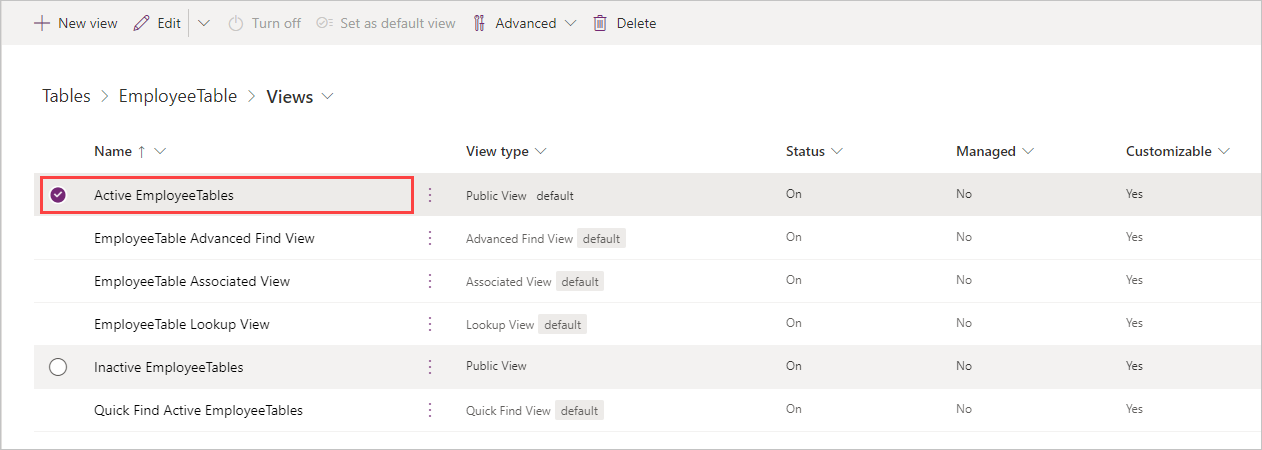 New view Edit Turn off Set as default view Advanced Delete
Tables > EmployeeTable > Views
Name ↑ View type Status Managed Customizable
Active EmployeeTables Public View default On No Yes
EmployeeTable Advanced Find View Advanced Find View default On No Yes
EmployeeTable Associated View Associated View default On No Yes
EmployeeTable Lookup View Lookup View default On No Yes
Inactive EmployeeTables Public View On No Yes
Quick Find Active EmployeeTables Quick Find View default On No Yes